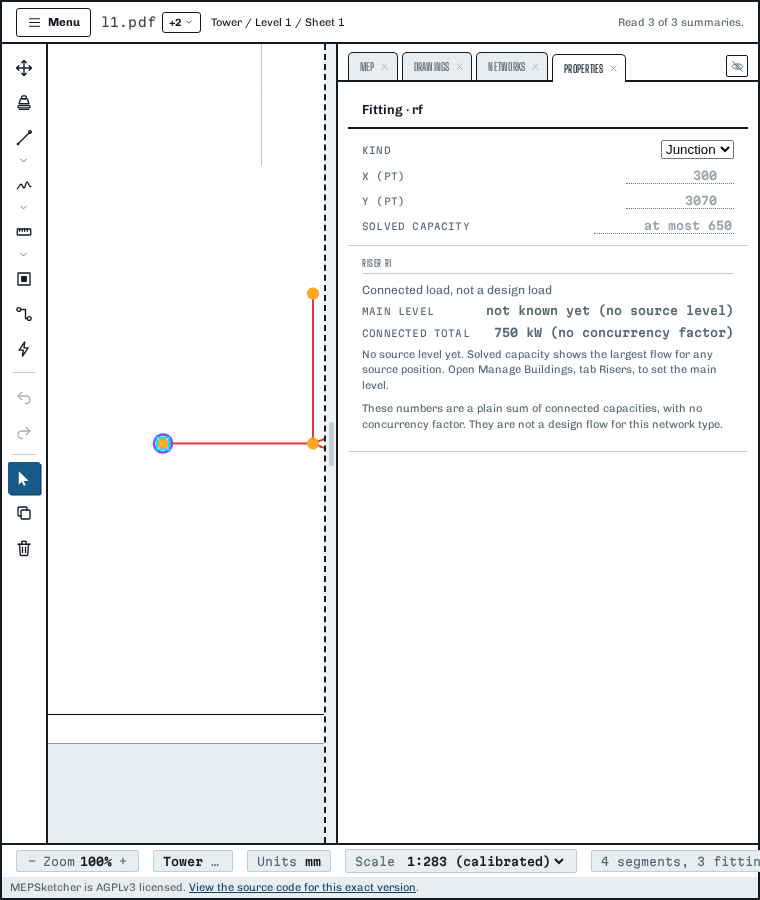 Menu l1.pdf +2 Tower / Level 1 / Sheet 1 Read 3 of 3 summaries.
MEP DRAWINGS NETWORKS PROPERTIES
Fitting · rf
KIND Junction
X (PT) 300
Y (PT) 3070
SOLVED CAPACITY at most 650
RISER R1
Connected load, not a design load
MAIN LEVEL not known yet (no source level)
CONNECTED TOTAL 750 kW (no concurrency factor)
No source level yet. Solved capacity shows the largest flow for any
source position. Open Manage Buildings, tab Risers, to set the main
level.
These numbers are a plain sum of connected capacities, with no
concurrency factor. They are not a design flow for this network type.
− Zoom 100% + Tower … Units mm Scale 1:283 (calibrated) 4 segments, 3 fittin
MEPSketcher is AGPLv3 licensed. View the source code for this exact version.